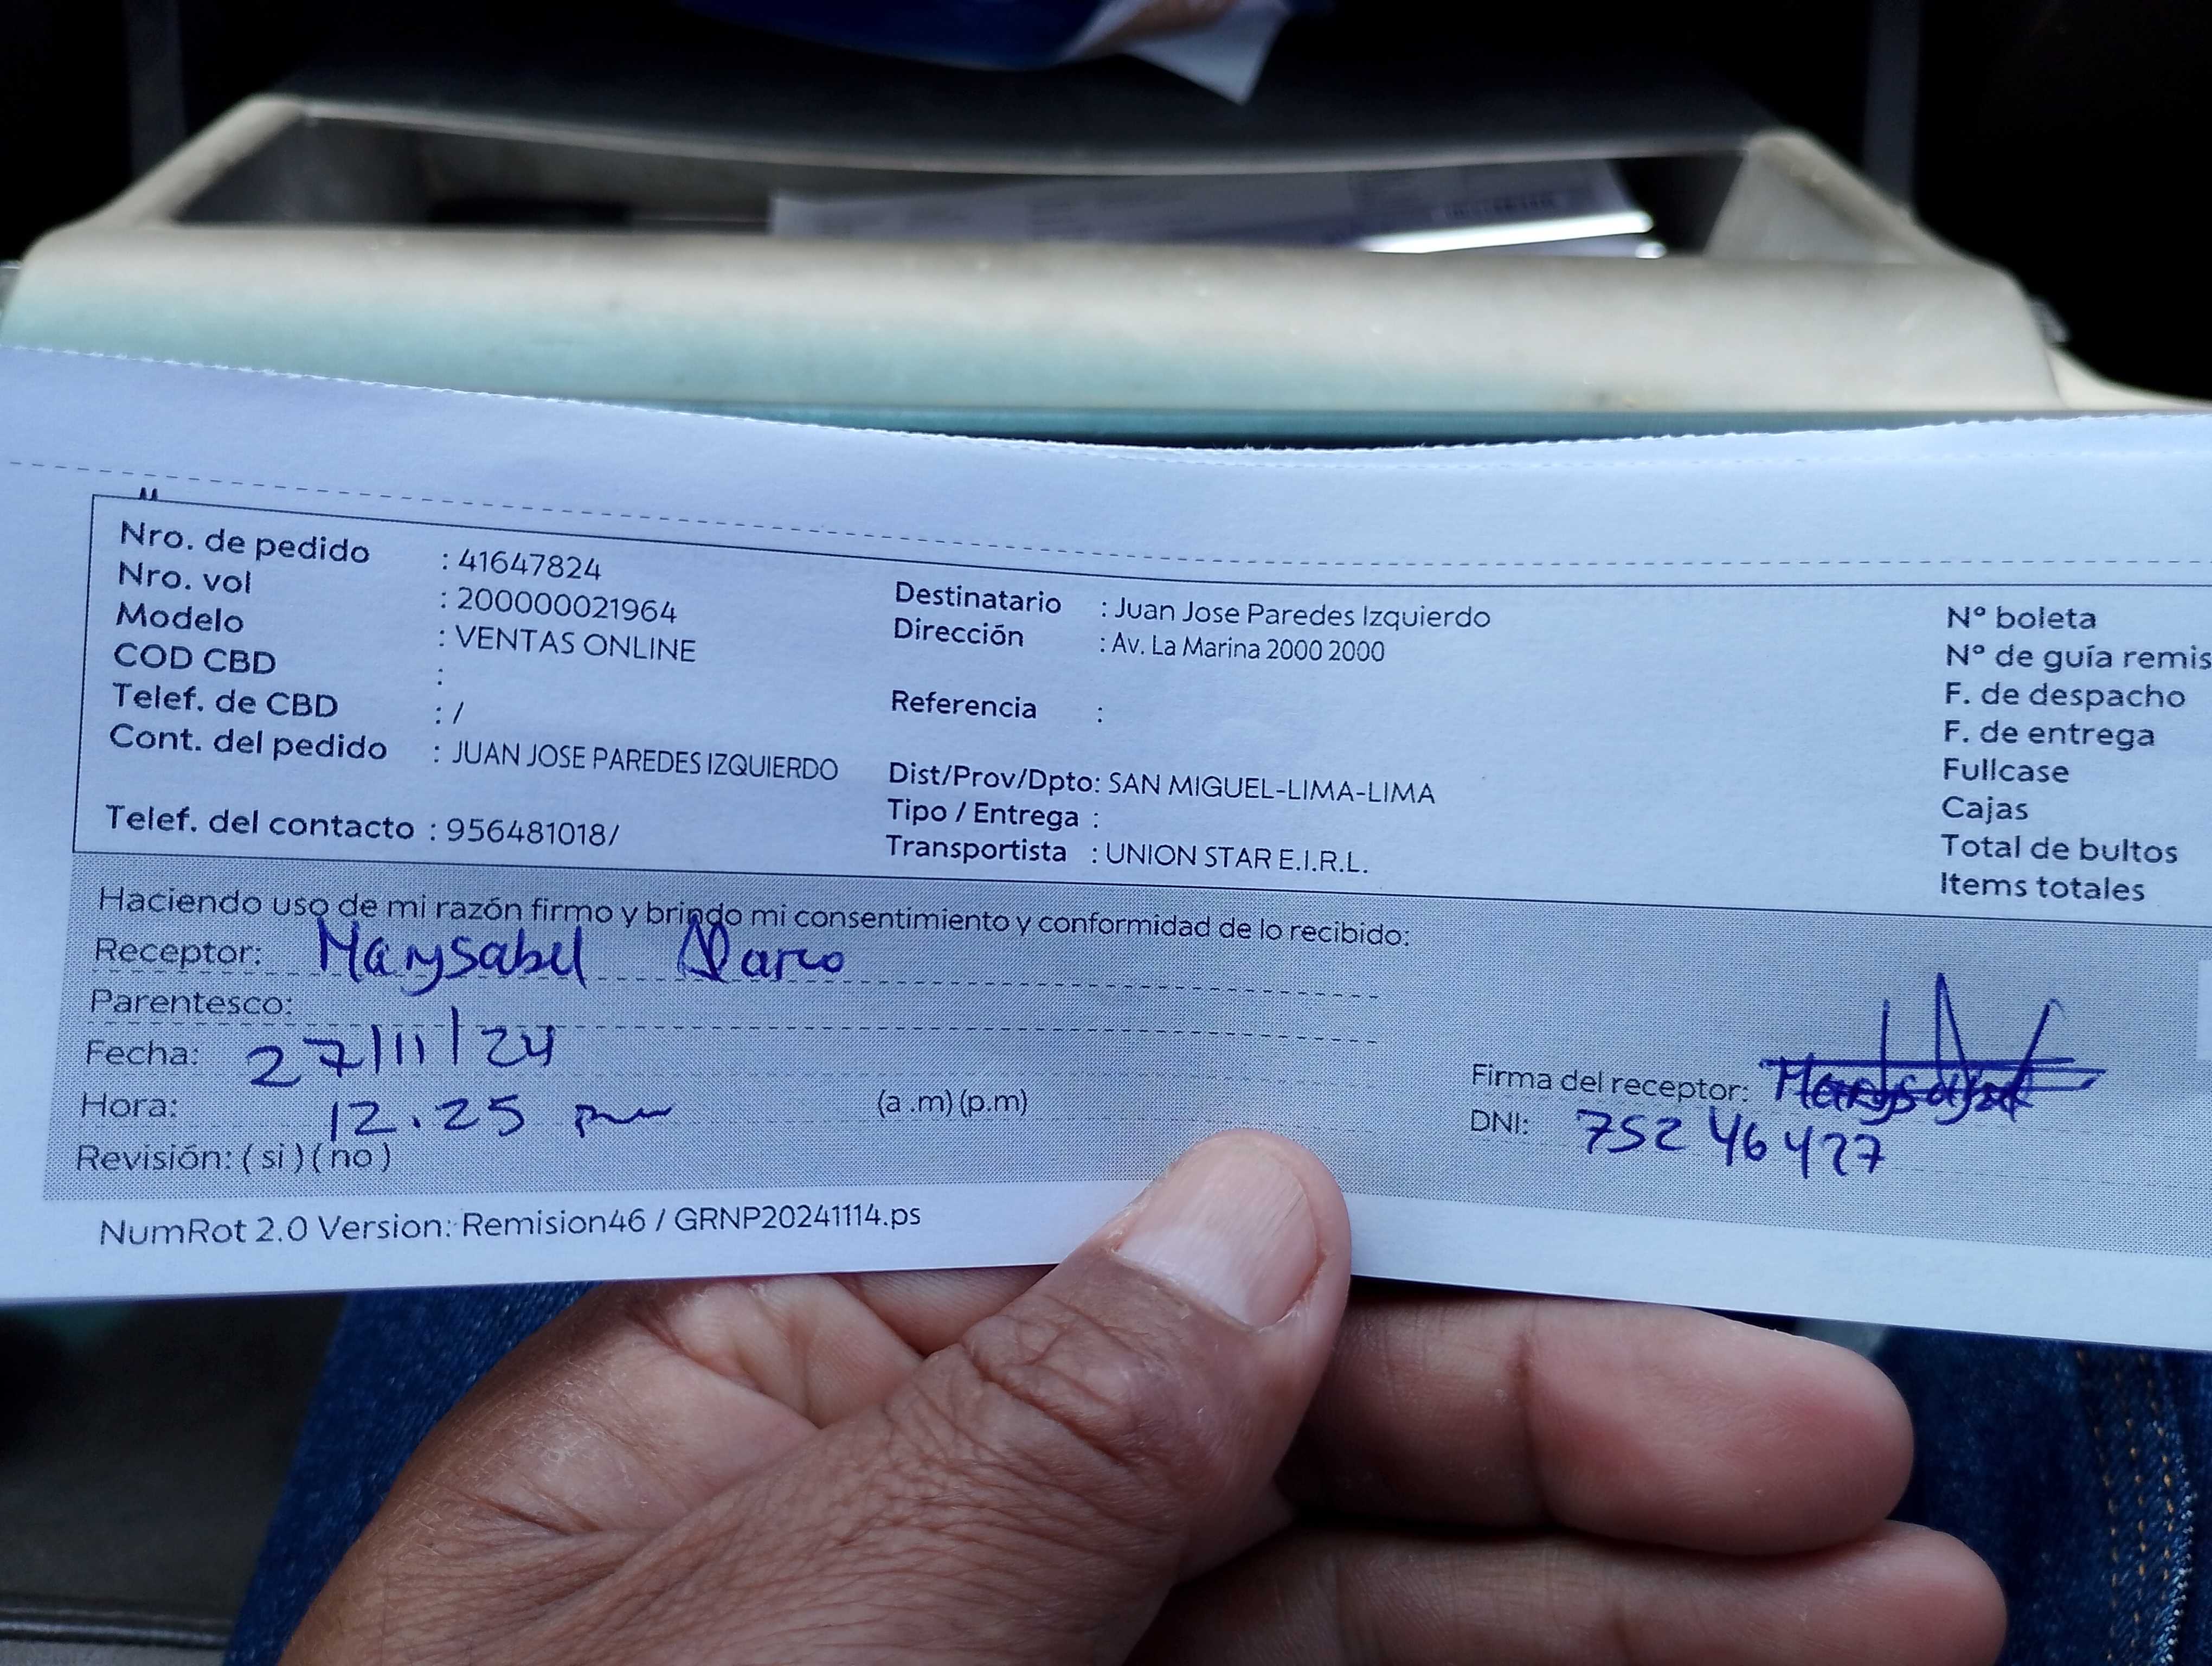 Nro. de pedido : 41647824
Nro. vol : 200000021964
Modelo : VENTAS ONLINE
COD CBD :
Telef. de CBD : /
Cont. del pedido : JUAN JOSE PAREDES IZQUIERDO
Telef. del contacto : 956481018/
Destinatario : Juan Jose Paredes Izquierdo
Dirección : Av. La Marina 2000 2000
Referencia :
Dist/Prov/Dpto: SAN MIGUEL-LIMA-LIMA
Tipo / Entrega :
Transportista : UNION STAR E.I.R.L.
Nº boleta
Nº de guía remis
F. de despacho
F. de entrega
Fullcase
Cajas
Total de bultos
Items totales
Haciendo uso de mi razón firmo y brindo mi consentimiento y conformidad de lo recibido:
Receptor: Marysabel
Parentesco:
Fecha: 27/11/24
Hora: 12.25 pm (a .m) (p.m)
Revisión: ( si ) ( no )
Firma del receptor:
DNI: 75246427
NumRot 2.0 Version: Remision46 / GRNP20241114.ps